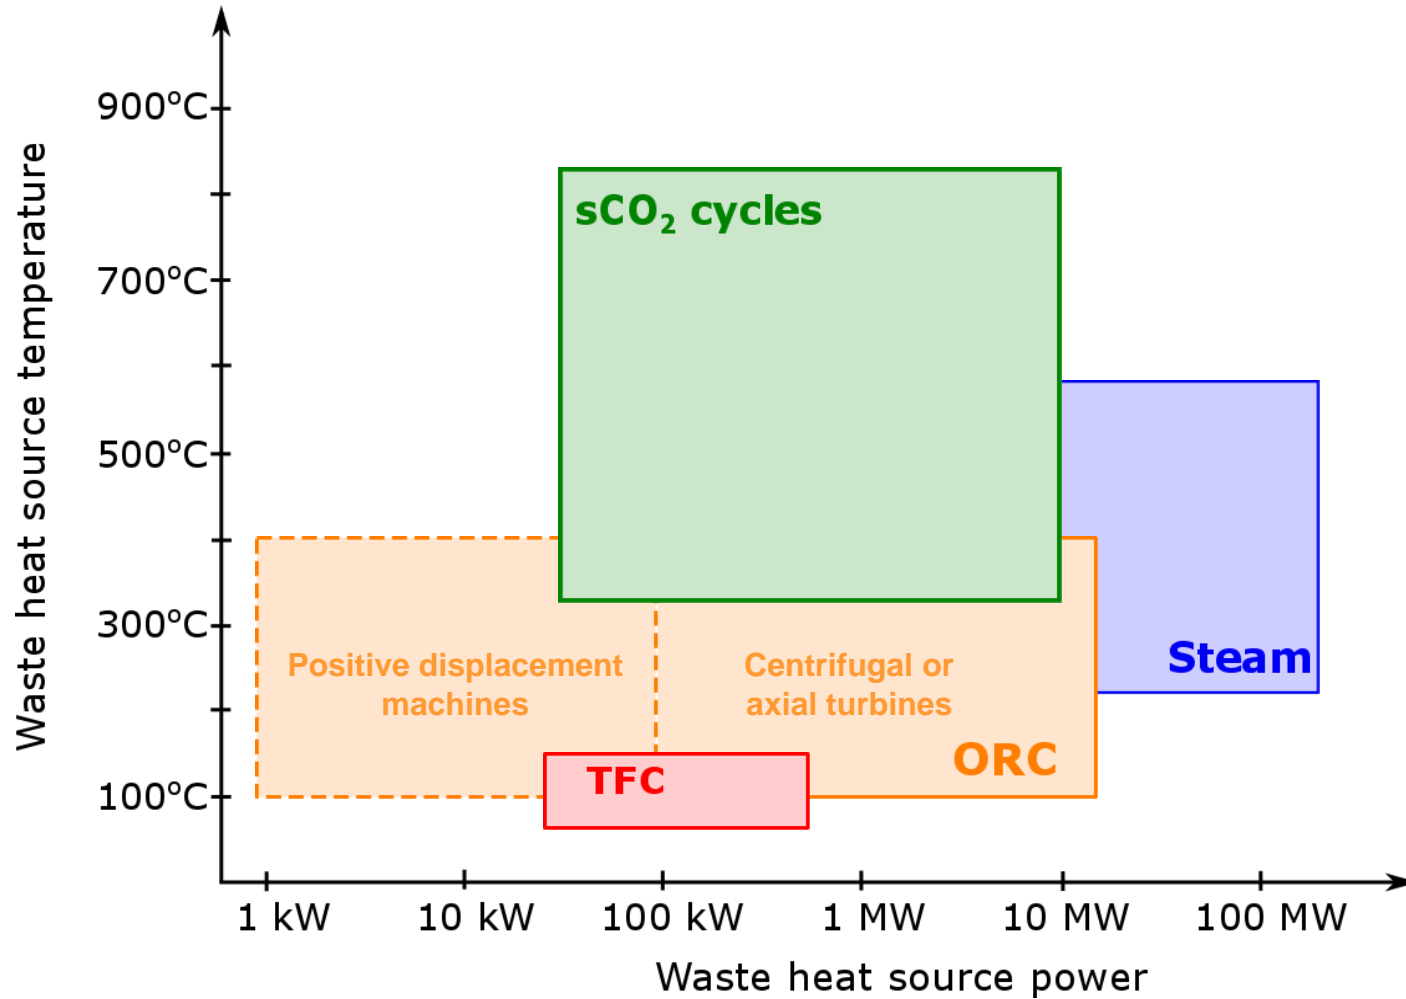 900°C
700°C
500°C
300°C
100°C
Waste heat source temperature
sCO₂ cycles
Positive displacement
machines
Centrifugal or
axial turbines
Steam
ORC
TFC
1 kW
10 kW
100 kW
1 MW
10 MW
100 MW
Waste heat source power